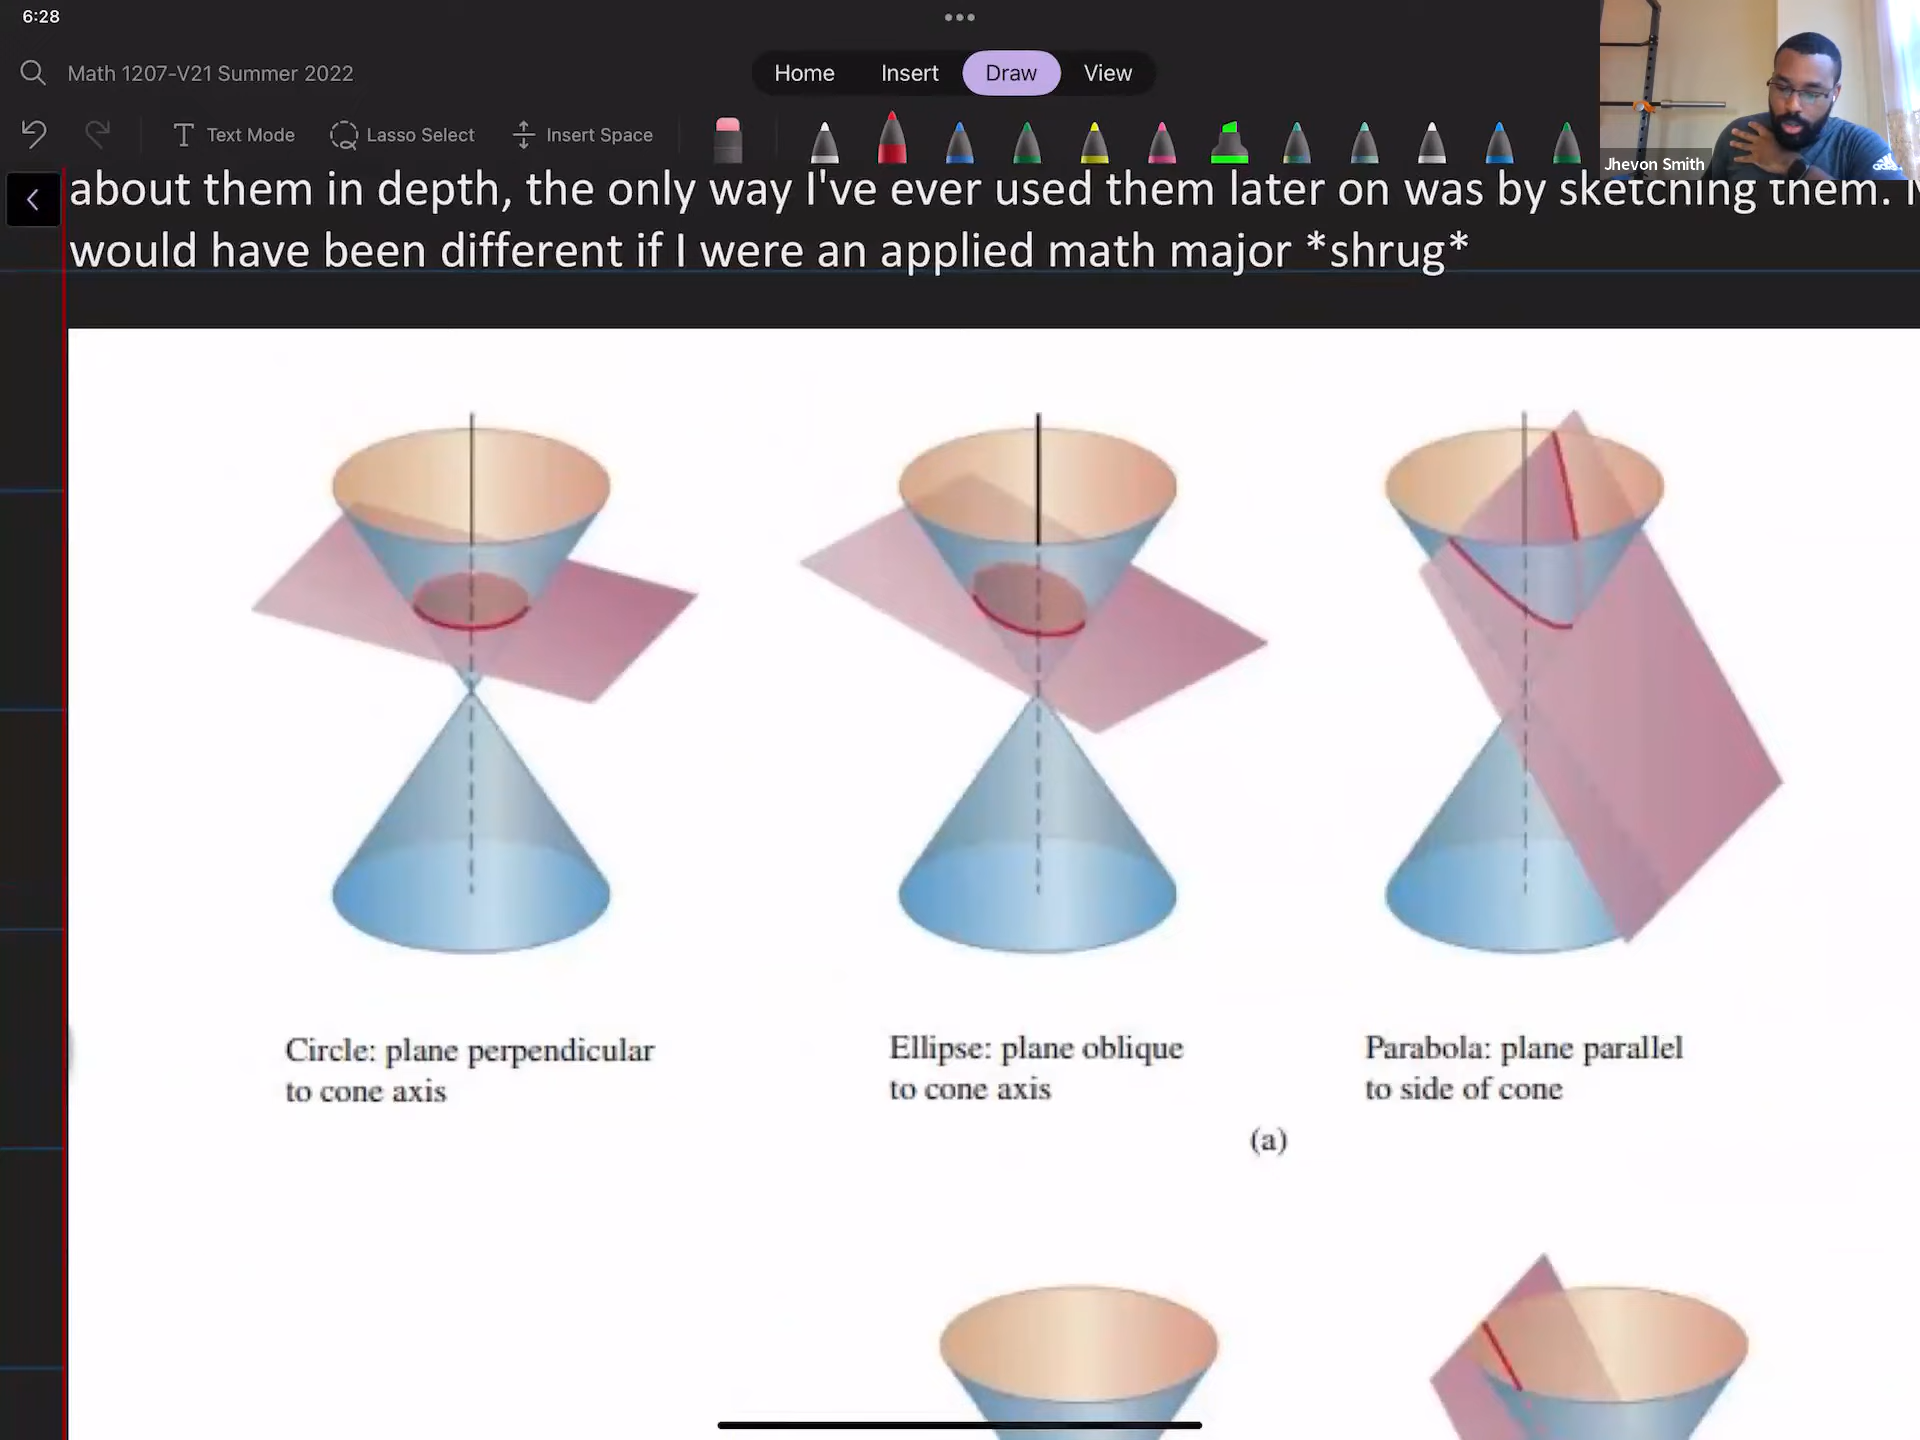 6:28
Math 1207-V21 Summer 2022
Home Insert Draw View
Text Mode Lasso Select Insert Space
Jhevon Smith
adidas
about them in depth, the only way I've ever used them later on was by sketching them.
would have been different if I were an applied math major *shrug*
Circle: plane perpendicular
to cone axis
Ellipse: plane oblique
to cone axis
Parabola: plane parallel
to side of cone
(a)